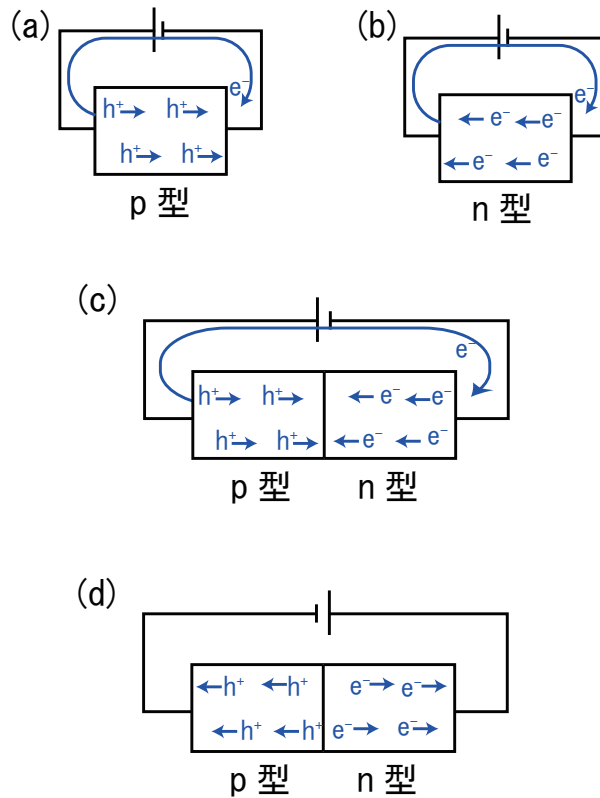 (a)
e⁻
h⁺ h⁺
h⁺ h⁺
p 型
(b)
e⁻
e⁻ e⁻
e⁻ e⁻
n 型
(c)
e⁻
h⁺ h⁺ e⁻ e⁻
h⁺ h⁺ e⁻ e⁻
p 型 n 型
(d)
h⁺ h⁺ e⁻ e⁻
h⁺ h⁺ e⁻ e⁻
p 型 n 型